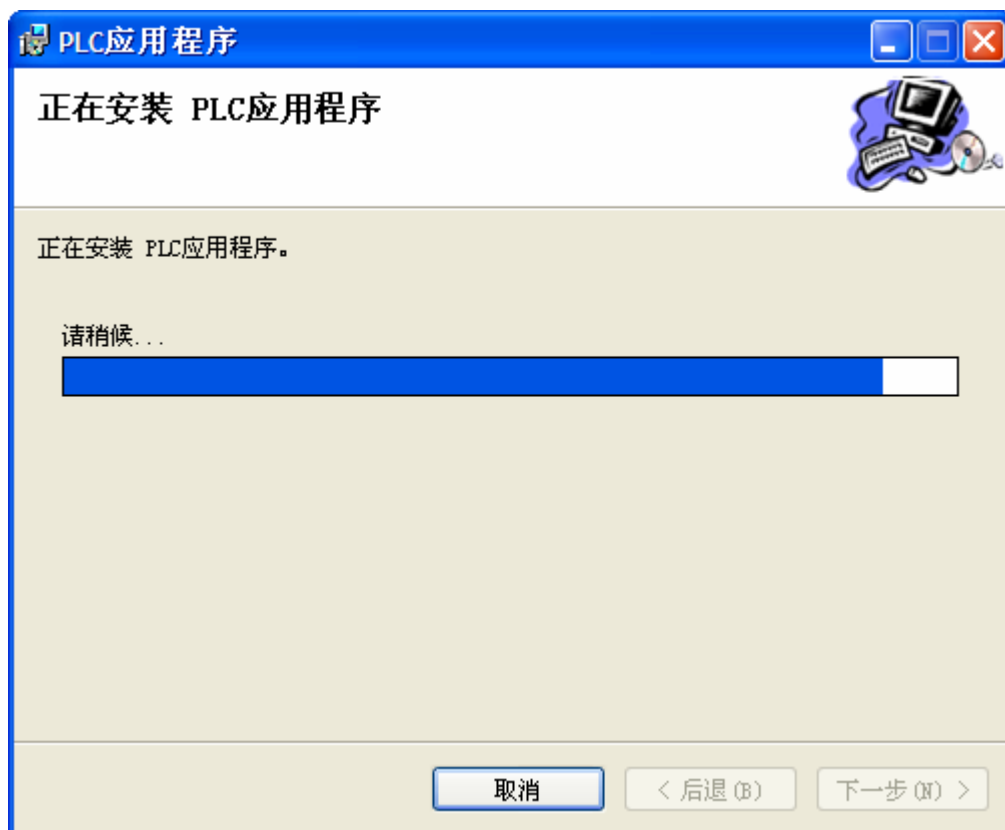 PLC应用程序
正在安装 PLC应用程序
正在安装 PLC应用程序。
请稍候...
取消
< 后退(B)
下一步(N) >